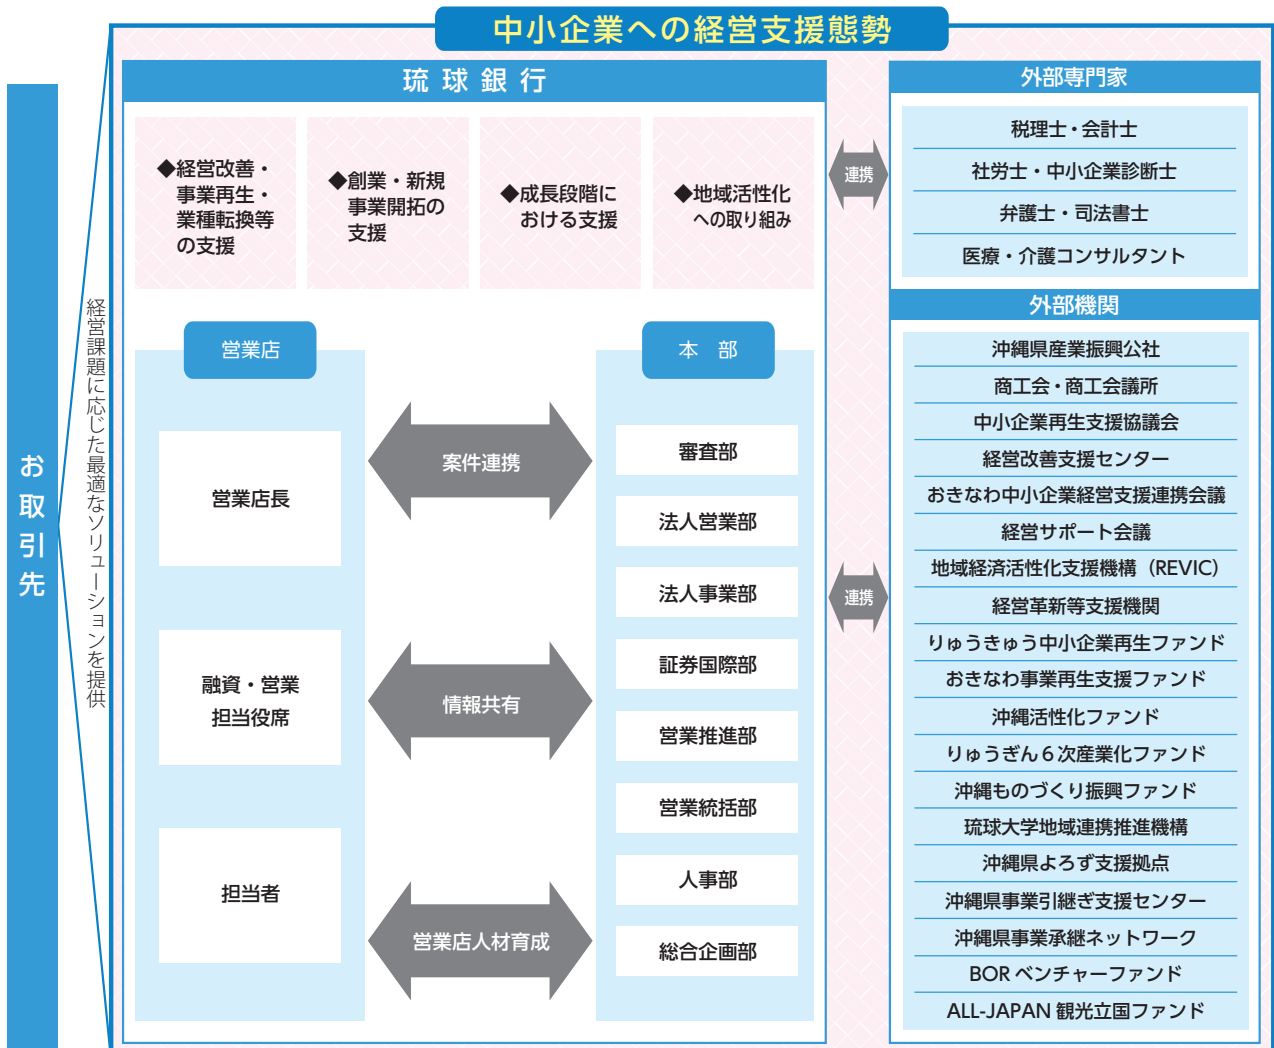 中小企業への経営支援態勢
お取引先
経営課題に応じた最適なソリューションを提供
琉球銀行
◆経営改善・
事業再生・
業種転換等
の支援
◆創業・新規
事業開拓の
支援
◆成長段階に
おける支援
◆地域活性化
への取り組み
営業店
営業店長
融資・営業
担当役席
担当者
案件連携
情報共有
営業店人材育成
本 部
審査部
法人営業部
法人事業部
証券国際部
営業推進部
営業統括部
人事部
総合企画部
連携
連携
外部専門家
税理士・会計士
社労士・中小企業診断士
弁護士・司法書士
医療・介護コンサルタント
外部機関
沖縄県産業振興公社
商工会・商工会議所
中小企業再生支援協議会
経営改善支援センター
おきなわ中小企業経営支援連携会議
経営サポート会議
地域経済活性化支援機構（REVIC）
経営革新等支援機関
りゅうきゅう中小企業再生ファンド
おきなわ事業再生支援ファンド
沖縄活性化ファンド
りゅうぎん６次産業化ファンド
沖縄ものづくり振興ファンド
琉球大学地域連携推進機構
沖縄県よろず支援拠点
沖縄県事業引継ぎ支援センター
沖縄県事業承継ネットワーク
BOR ベンチャーファンド
ALL-JAPAN 観光立国ファンド